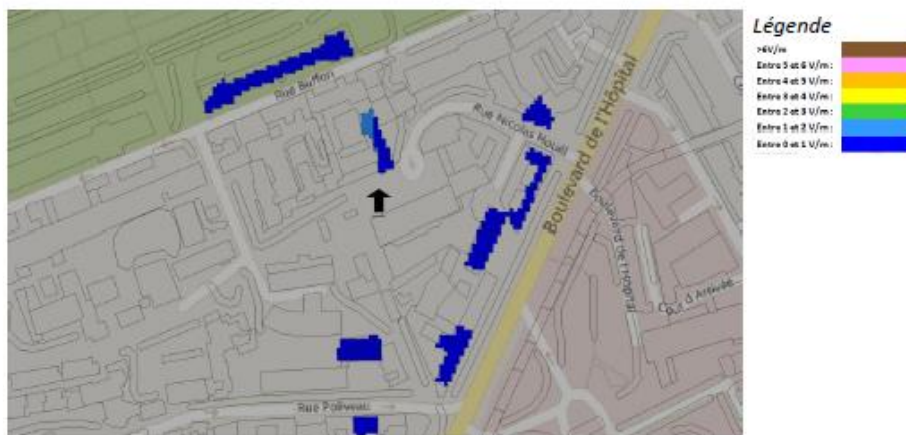 Légende
>6V/m
Entre 5 et 6 V/m :
Entre 4 et 5 V/m :
Entre 3 et 4 V/m :
Entre 2 et 3 V/m :
Entre 1 et 2 V/m :
Entre 0 et 1 V/m :
Rue Buffon
Rue Nicolas Houël
Boulevard de l'Hôpital
Boulevard de l'Hôpital
d'Arrivée
Rue Poliveau